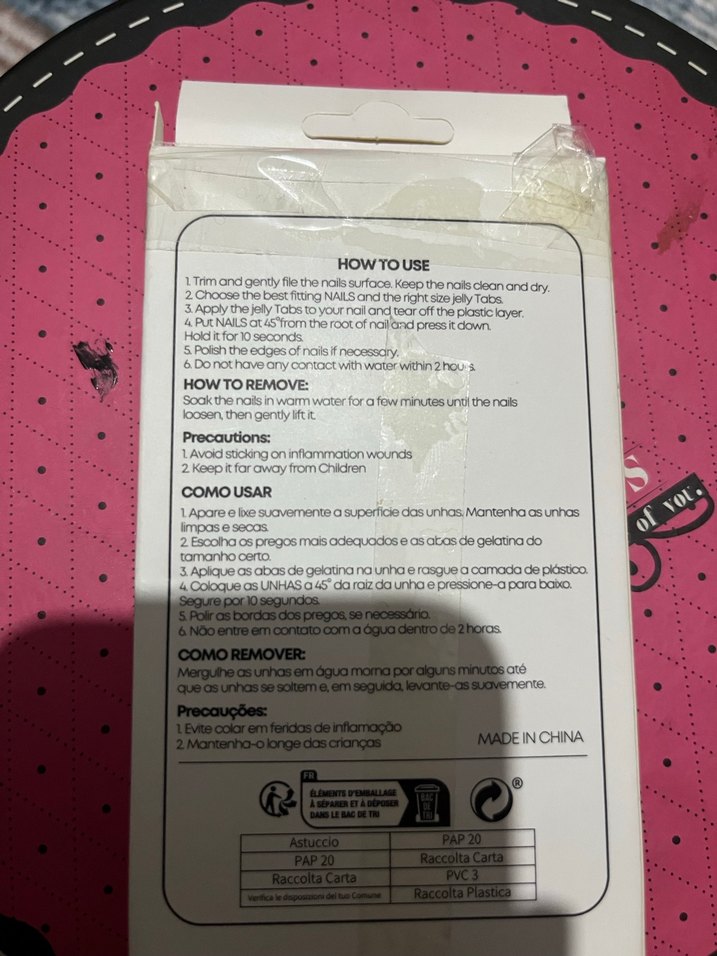 HOW TO USE
1. Trim and gently file the nails surface. Keep the nails clean and dry.
2. Choose the best fitting NAILS and the right size jelly Tabs.
3. Apply the jelly Tabs to your nail and tear off the plastic layer.
4. Put NAILS at 45°from the root of nail and press it down.
Hold it for 10 seconds.
5. Polish the edges of nails if necessary.
6. Do not have any contact with water within 2 hours.
HOW TO REMOVE:
Soak the nails in warm water for a few minutes until the nails
loosen, then gently lift it.
Precautions:
1. Avoid sticking on inflammation wounds
2. Keep it far away from Children
COMO USAR
1. Apare e lixe suavemente a superfície das unhas. Mantenha as unhas
limpas e secas.
2. Escolha os pregos mais adequados e as abas de gelatina do
tamanho certo.
3. Aplique as abas de gelatina na unha e rasgue a camada de plástico.
4. Coloque as UNHAS a 45° da raiz da unha e pressione-a para baixo.
Segure por 10 segundos.
5. Polir as bordas dos pregos, se necessário.
6. Não entre em contato com a água dentro de 2 horas.
COMO REMOVER:
Mergulhe as unhas em água morna por alguns minutos até
que as unhas se soltem e, em seguida, levante-as suavemente.
Precauções:
1. Evite colar em feridas de inflamação
2. Mantenha-o longe das crianças
MADE IN CHINA
FR
ÉLÉMENTS D'EMBALLAGE
À SÉPARER ET À DÉPOSER
DANS LE BAC DE TRI
BAC
DE
TRI
®
Astuccio PAP 20
PAP 20 Raccolta Carta
Raccolta Carta PVC 3
Verifica le disposizioni del tuo Comune Raccolta Plastica
of you.